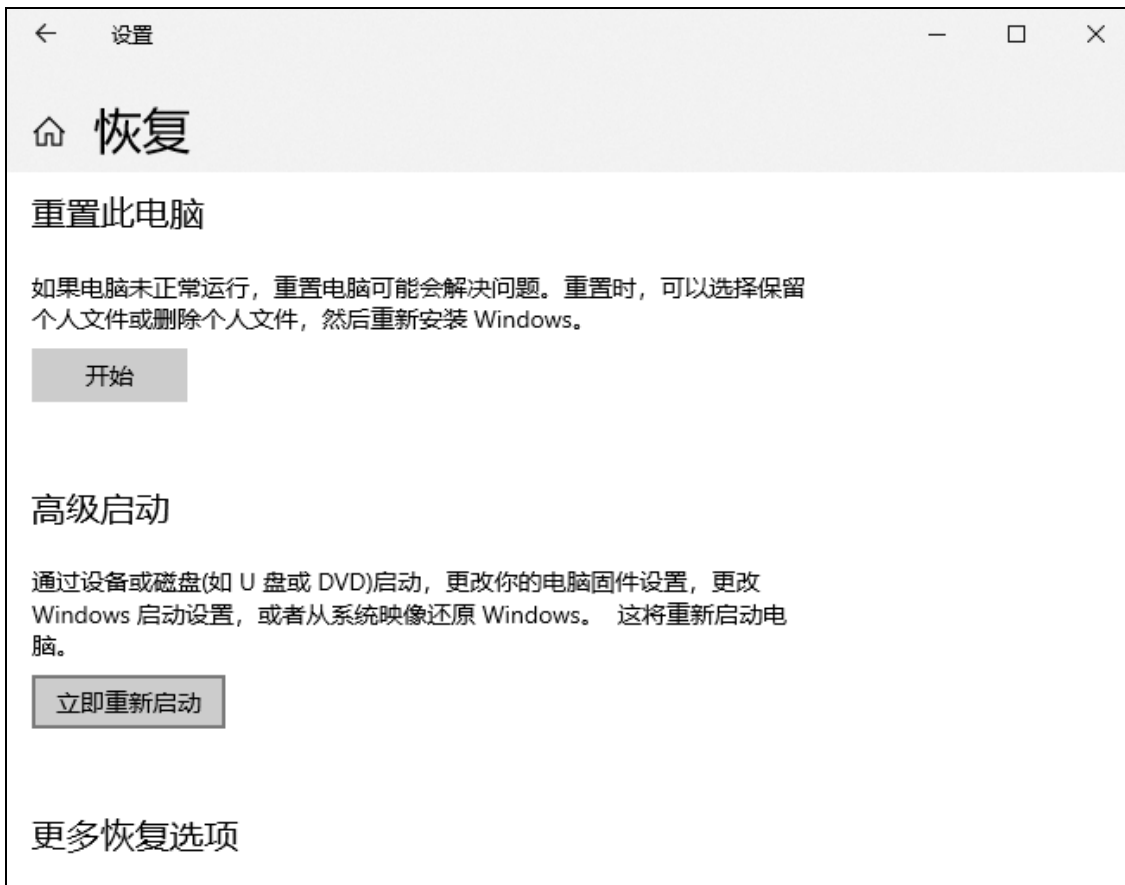 设置
恢复
重置此电脑
如果电脑未正常运行，重置电脑可能会解决问题。重置时，可以选择保留
个人文件或删除个人文件，然后重新安装 Windows。
开始
高级启动
通过设备或磁盘(如 U 盘或 DVD)启动，更改你的电脑固件设置，更改
Windows 启动设置，或者从系统映像还原 Windows。 这将重新启动电
脑。
立即重新启动
更多恢复选项